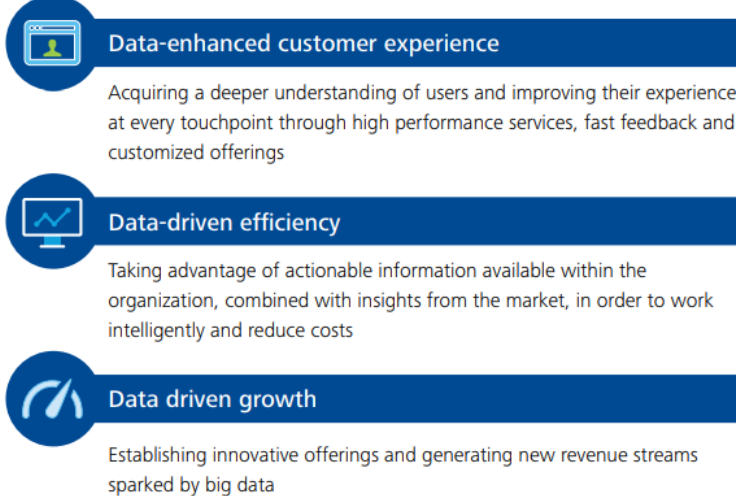 Data-enhanced customer experience
Acquiring a deeper understanding of users and improving their experience
at every touchpoint through high performance services, fast feedback and
customized offerings
Data-driven efficiency
Taking advantage of actionable information available within the
organization, combined with insights from the market, in order to work
intelligently and reduce costs
Data driven growth
Establishing innovative offerings and generating new revenue streams
sparked by big data